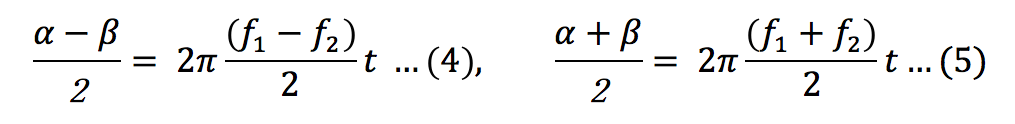 (α − β)/2 = 2π (f₁ − f₂)/2 t … (4), (α + β)/2 = 2π (f₁ + f₂)/2 t … (5)